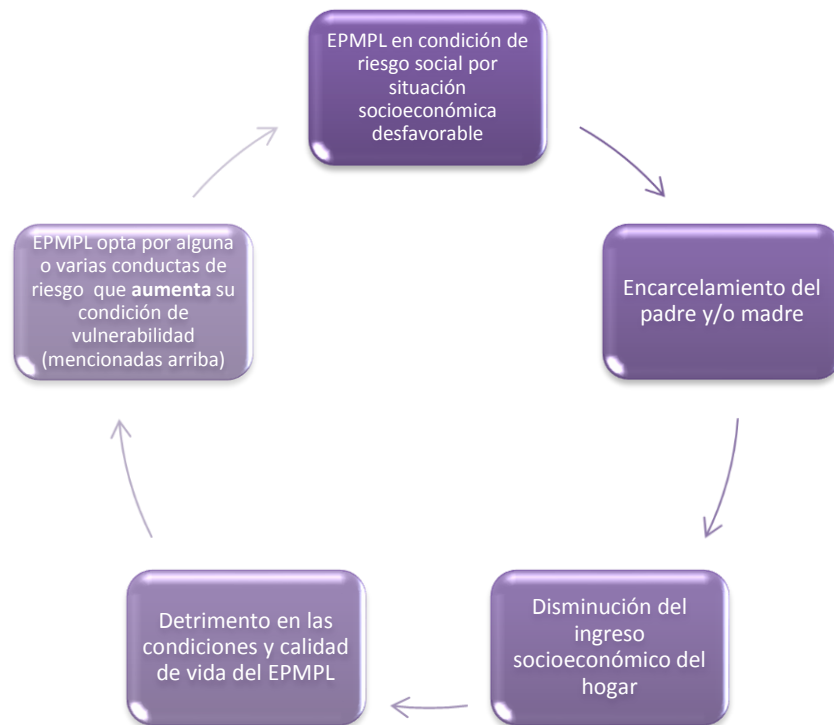 EPMPL en condición de
riesgo social por
situación
socioeconómica
desfavorable
Encarcelamiento del
padre y/o madre
Disminución del
ingreso
socioeconómico del
hogar
Detrimento en las
condiciones y calidad
de vida del EPMPL
EPMPL opta por alguna
o varias conductas de
riesgo que aumenta su
condición de
vulnerabilidad
(mencionadas arriba)